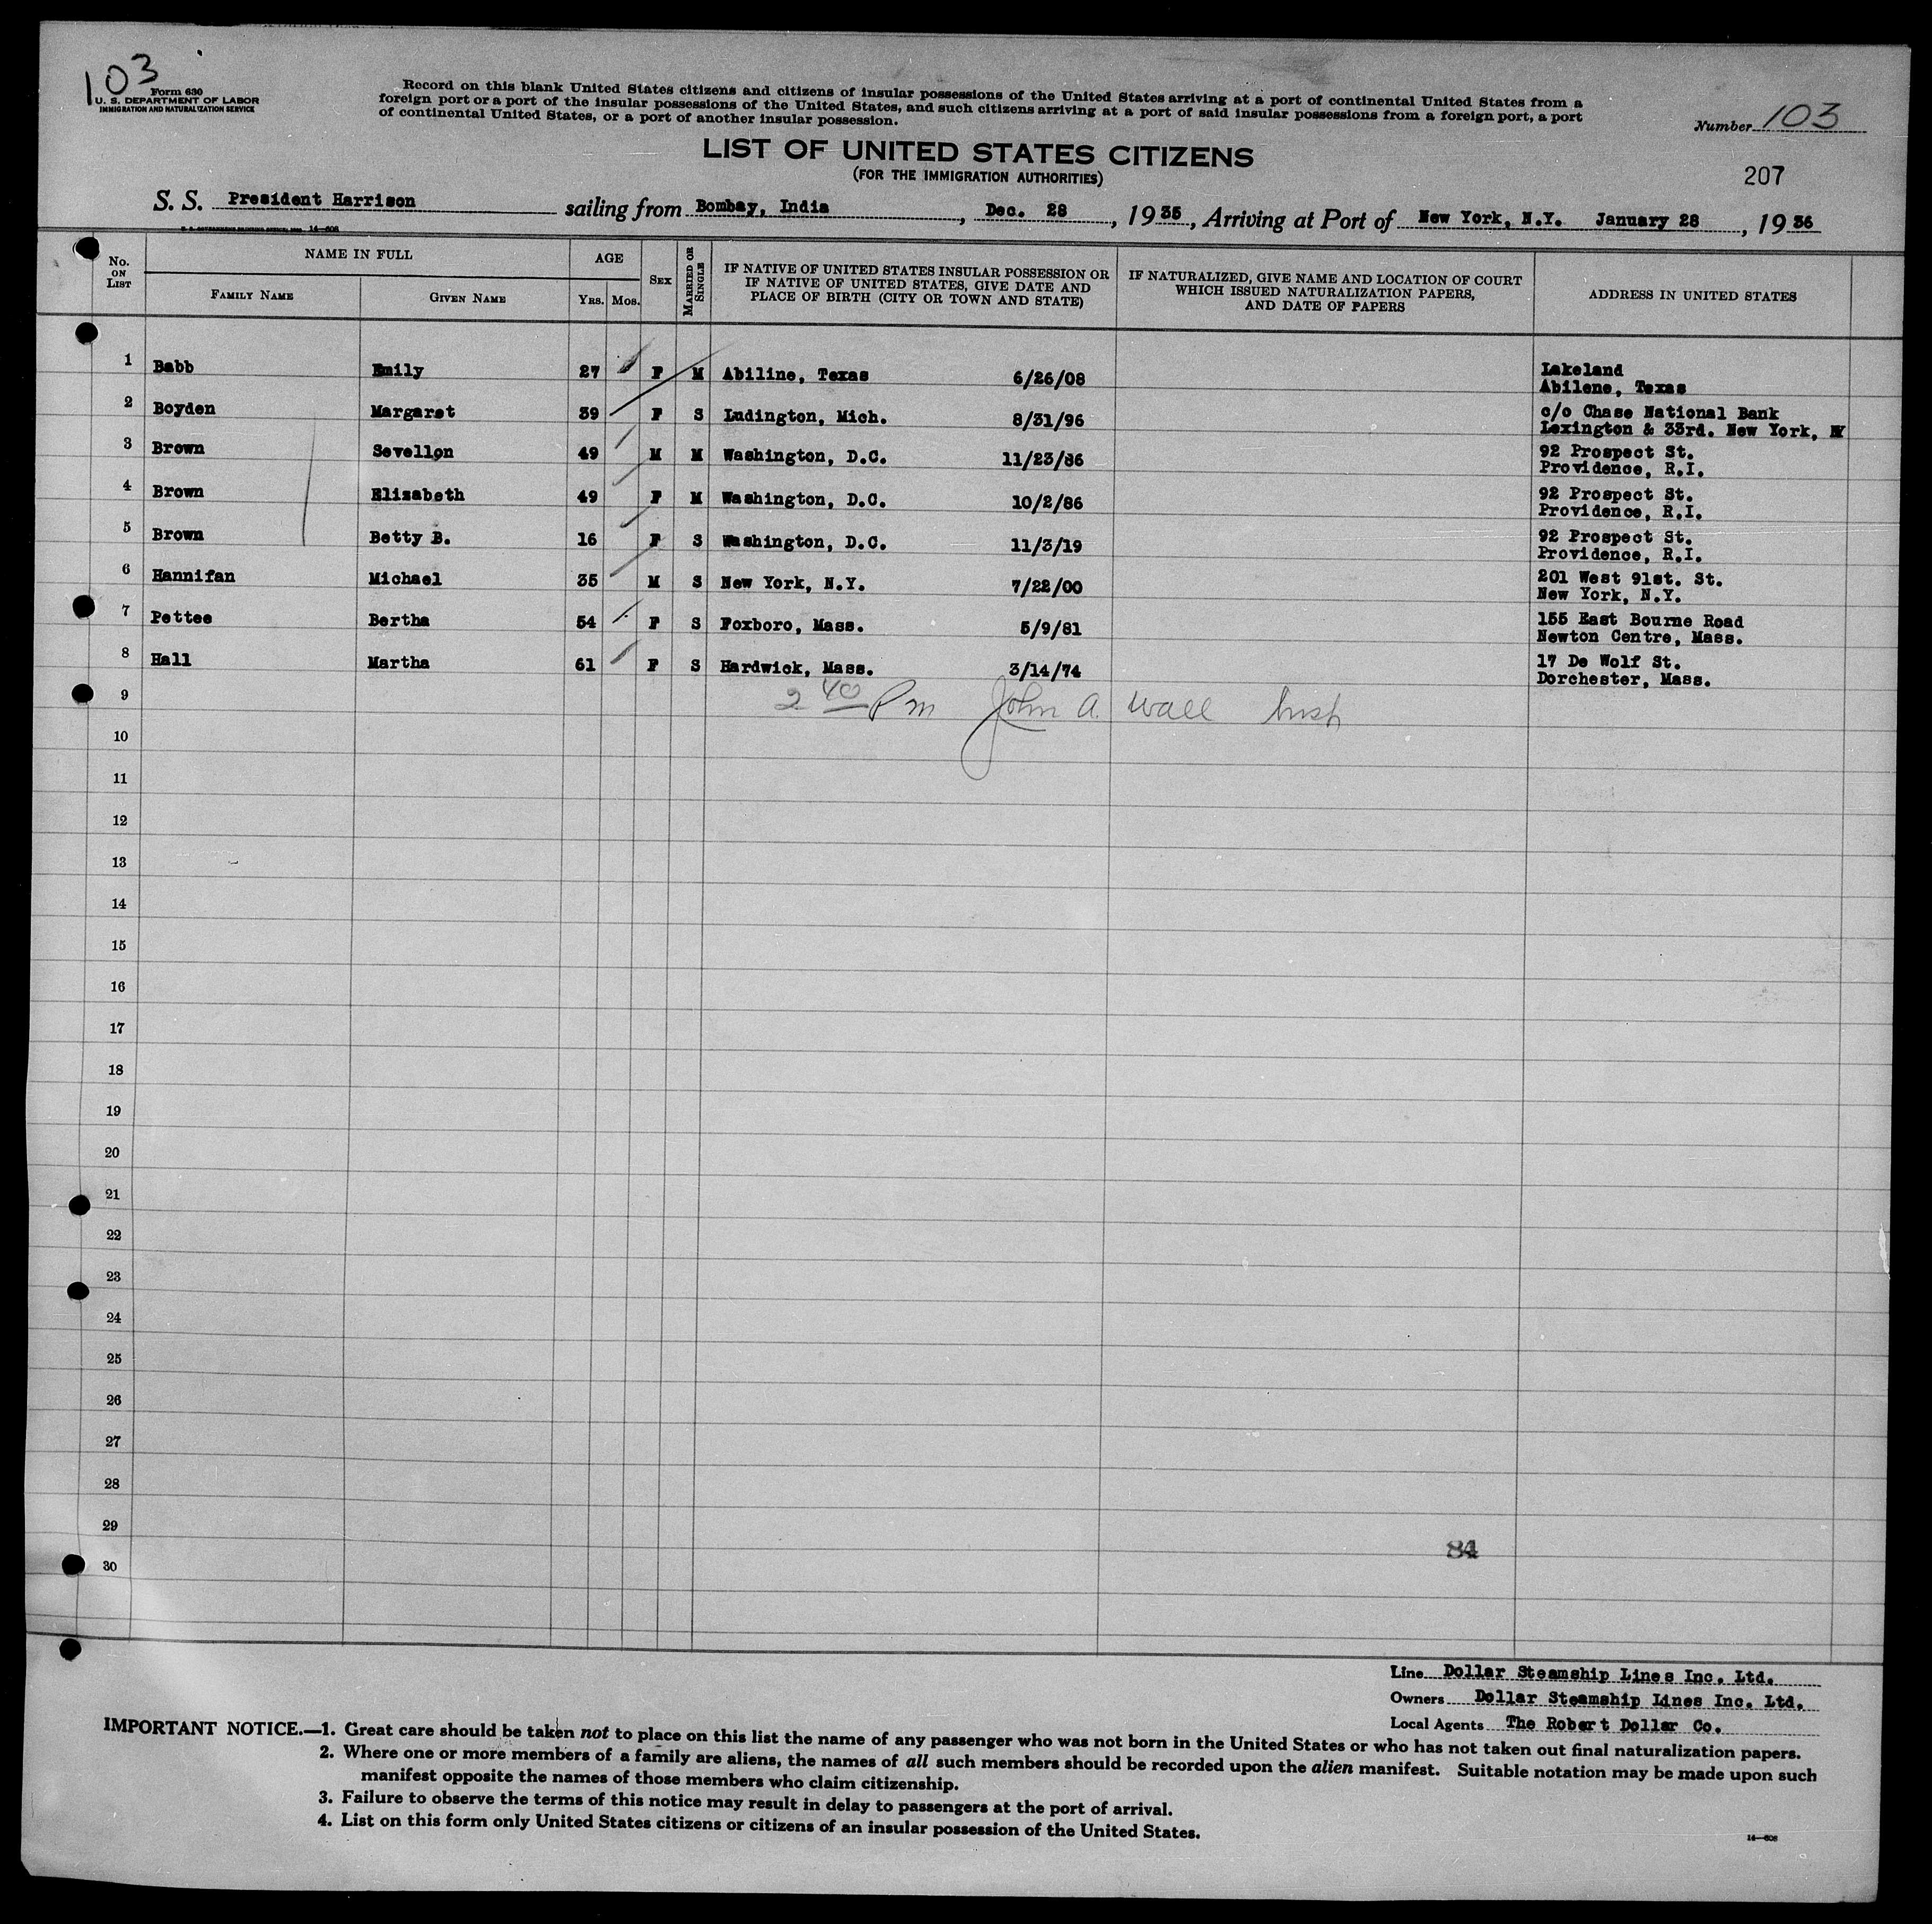 103
Form 630
U. S. DEPARTMENT OF LABOR
IMMIGRATION AND NATURALIZATION SERVICE
Record on this blank United States citizens and citizens of insular possessions of the United States arriving at a port of continental United States from a
foreign port or a port of the insular possessions of the United States, and such citizens arriving at a port of said insular possessions from a foreign port, a port
of continental United States, or a port of another insular possession.
Number 103
LIST OF UNITED STATES CITIZENS
(FOR THE IMMIGRATION AUTHORITIES)
207
S. S. President Harrison sailing from Bombay, India, Dec. 28, 1935, Arriving at Port of New York, N.Y. January 28, 1936
14—608
No. ON LIST
NAME IN FULL
FAMILY NAME
GIVEN NAME
AGE
YRS.
MOS.
SEX
MARRIED OR SINGLE
IF NATIVE OF UNITED STATES INSULAR POSSESSION OR
IF NATIVE OF UNITED STATES, GIVE DATE AND
PLACE OF BIRTH (CITY OR TOWN AND STATE)
IF NATURALIZED, GIVE NAME AND LOCATION OF COURT
WHICH ISSUED NATURALIZATION PAPERS,
AND DATE OF PAPERS
ADDRESS IN UNITED STATES
1 Babb Emily 27 F M Abiline, Texas 6/26/08 Lakeland
Abilene, Texas
2 Boyden Margaret 39 F S Ludington, Mich. 8/31/96 c/o Chase National Bank
Lexington & 33rd. New York, NY
3 Brown Sevellon 49 M M Washington, D.C. 11/23/86 92 Prospect St.
Providence, R.I.
4 Brown Elizabeth 49 F M Washington, D.C. 10/2/86 92 Prospect St.
Providence, R.I.
5 Brown Betty B. 16 F S Washington, D.C. 11/3/19 92 Prospect St.
Providence, R.I.
6 Hannifan Michael 35 M S New York, N.Y. 7/22/00 201 West 91st. St.
New York, N.Y.
7 Pettee Bertha 54 F S Foxboro, Mass. 5/9/81 155 East Bourne Road
Newton Centre, Mass.
8 Hall Martha 61 F S Hardwick, Mass. 3/14/74 17 De Wolf St.
Dorchester, Mass.
9
2 40 Pm John A. Wall Insp
10
11
12
13
14
15
16
17
18
19
20
21
22
23
24
25
26
27
28
29
84
30
Line Dollar Steamship Lines Inc. Ltd.
Owners Dollar Steamship Lines Inc. Ltd.
Local Agents The Robert Dollar Co.
IMPORTANT NOTICE.—1. Great care should be taken not to place on this list the name of any passenger who was not born in the United States or who has not taken out final naturalization papers.
2. Where one or more members of a family are aliens, the names of all such members should be recorded upon the alien manifest. Suitable notation may be made upon such
manifest opposite the names of those members who claim citizenship.
3. Failure to observe the terms of this notice may result in delay to passengers at the port of arrival.
4. List on this form only United States citizens or citizens of an insular possession of the United States.
14—608